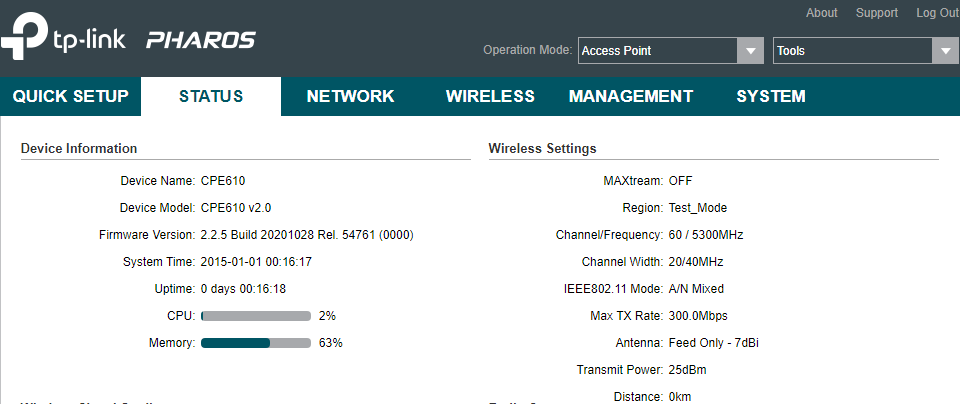 About Support Log Out
tp-link PHAROS
Operation Mode: Access Point Tools
QUICK SETUP STATUS NETWORK WIRELESS MANAGEMENT SYSTEM
Device Information
Device Name: CPE610
Device Model: CPE610 v2.0
Firmware Version: 2.2.5 Build 20201028 Rel. 54761 (0000)
System Time: 2015-01-01 00:16:17
Uptime: 0 days 00:16:18
CPU: 2%
Memory: 63%
Wireless Settings
MAXtream: OFF
Region: Test_Mode
Channel/Frequency: 60 / 5300MHz
Channel Width: 20/40MHz
IEEE802.11 Mode: A/N Mixed
Max TX Rate: 300.0Mbps
Antenna: Feed Only - 7dBi
Transmit Power: 25dBm
Distance: 0km